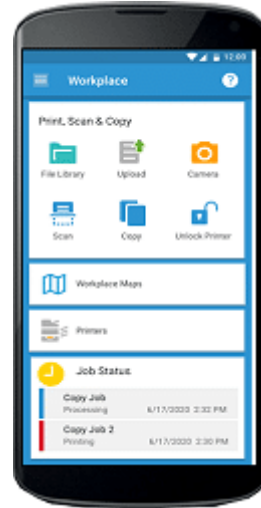 12:00
Workplace ?
Print, Scan & Copy
File Library Upload Camera
Scan Copy Unlock Printer
Workplace Maps
Printers
Job Status
Copy Job
Processing 6/17/2020 2:32 PM
Copy Job 2
Printing 6/17/2020 2:30 PM